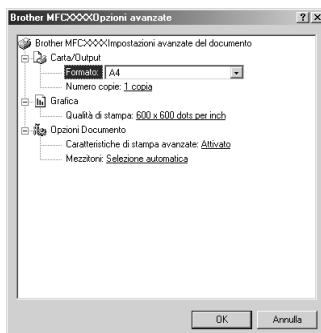 Brother MFCXXXXOpzioni avanzate
Brother MFCXXXXImpostazioni avanzate del documento
Carta/Output
Formato: A4
Numero copie: 1 copia
Grafica
Qualità di stampa: 600 x 600 dots per inch
Opzioni Documento
Caratteristiche di stampa avanzate: Attivato
Mezzitoni: Selezione automatica
OK Annulla